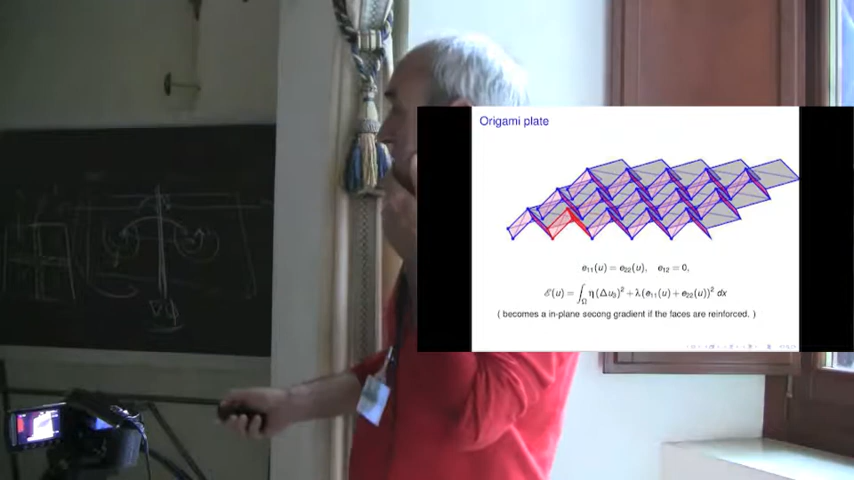 Origami plate
e₁₁(u) = e₂₂(u), e₁₂ = 0,
ℰ(u) = ∫_Ω η(Δu₃)² + λ(e₁₁(u) + e₂₂(u))² dx
( becomes a in-plane secong gradient if the faces are reinforced. )